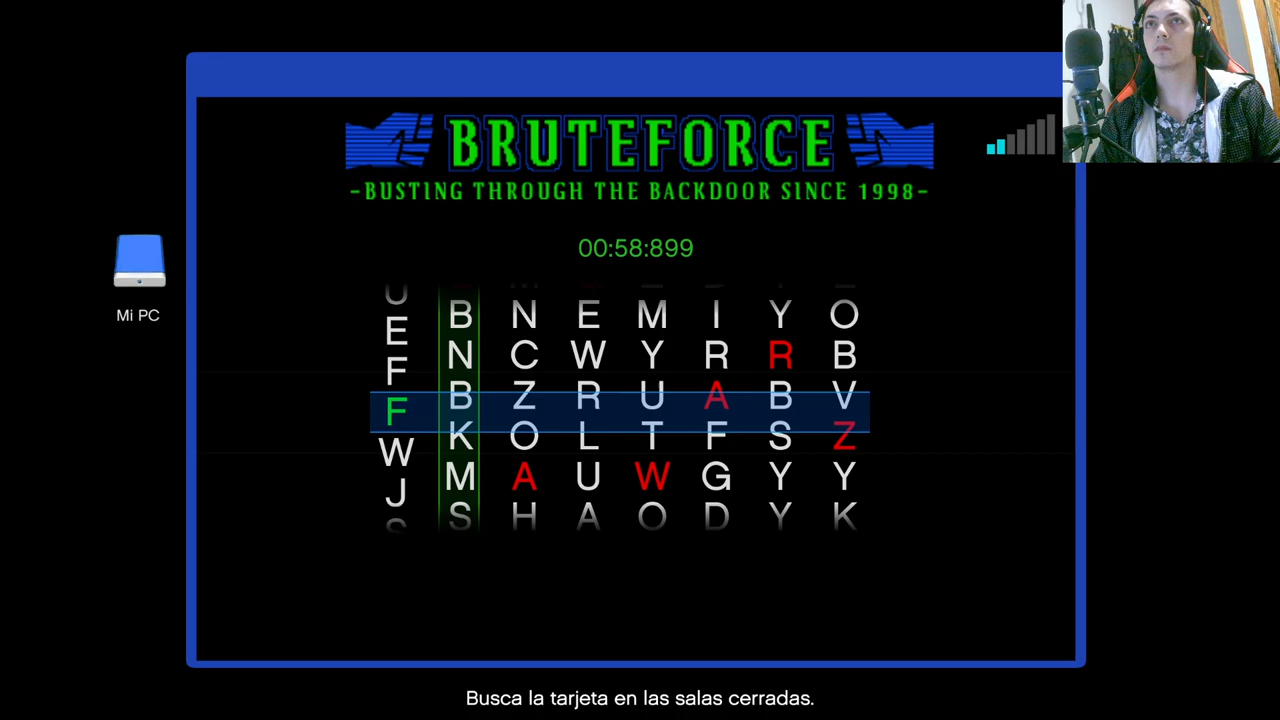 BRUTEFORCE
-BUSTING THROUGH THE BACKDOOR SINCE 1998-
00:58:899
Mi PC
U
E B N E M I Y O
F N C W Y R R B
F B Z R U A B V
W K O L T F S Z
J M A U W G Y Y
S S H A O D Y K
Busca la tarjeta en las salas cerradas.